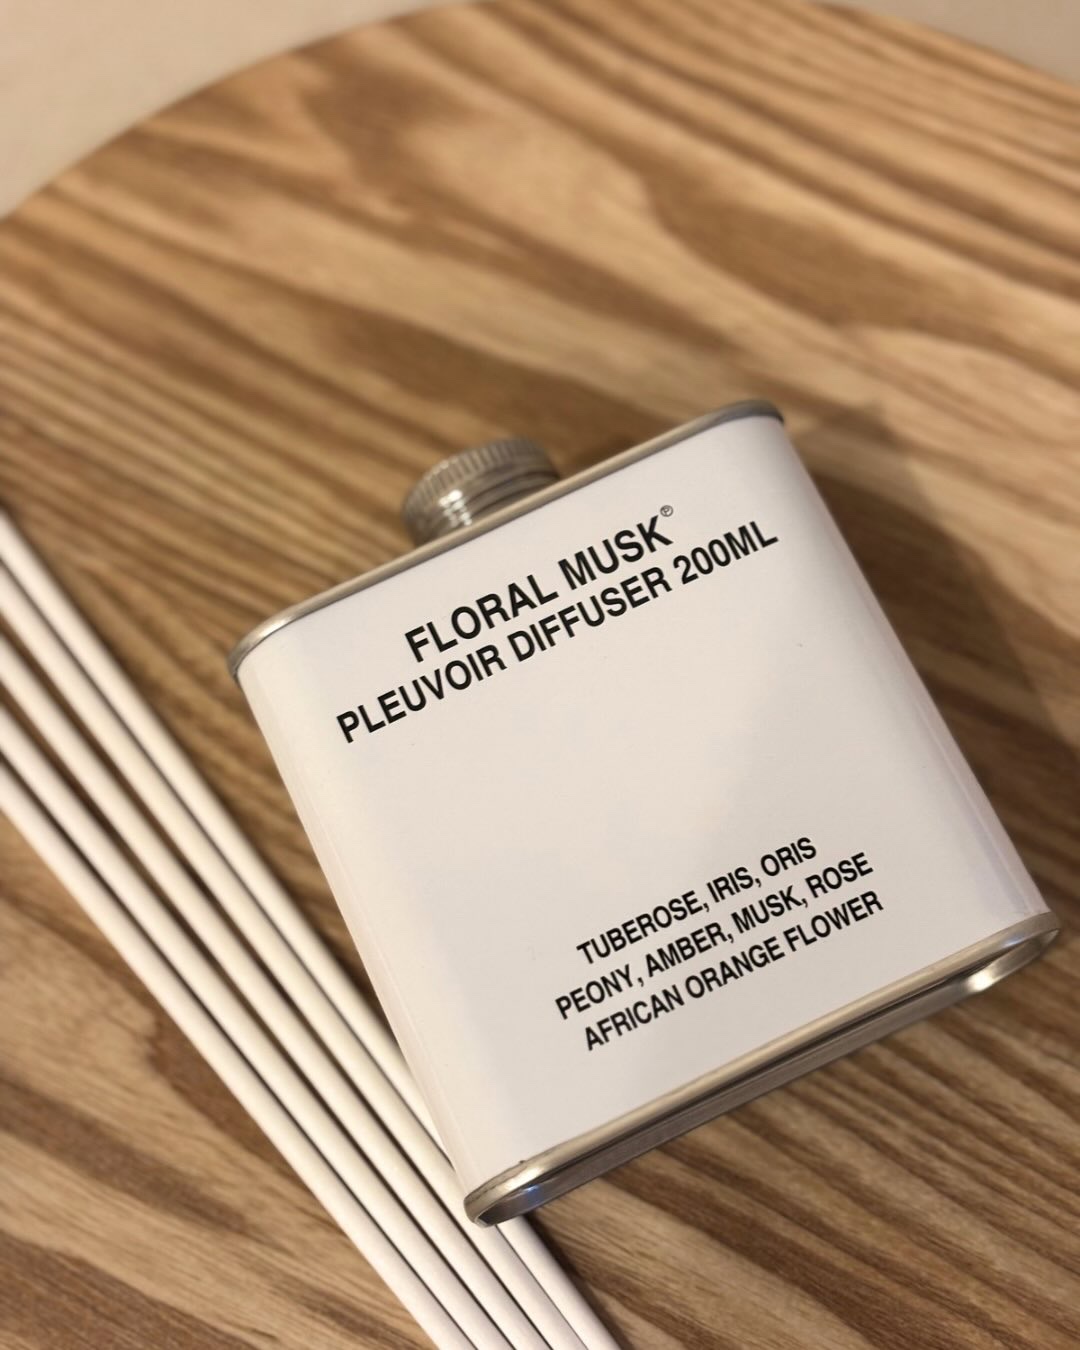 FLORAL MUSK℗
PLEUVOIR DIFFUSER 200ML
TUBEROSE, IRIS, ORIS
PEONY, AMBER, MUSK, ROSE
AFRICAN ORANGE FLOWER